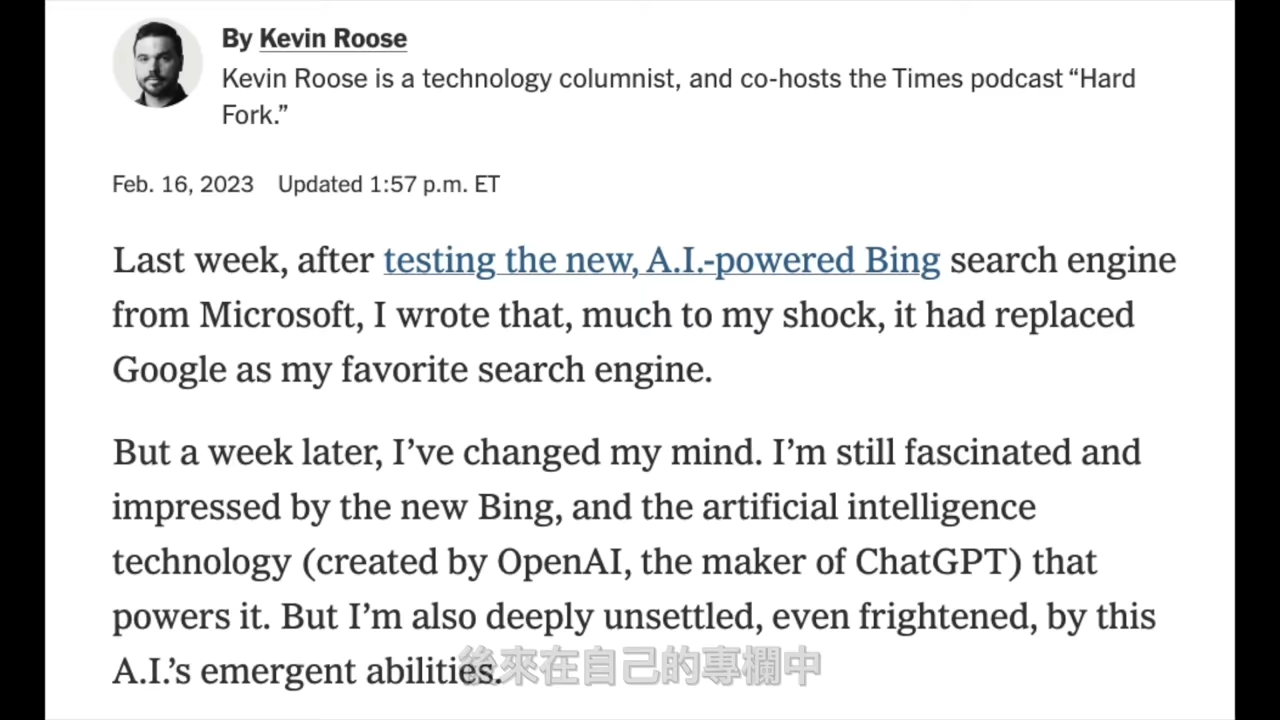 By Kevin Roose
Kevin Roose is a technology columnist, and co-hosts the Times podcast “Hard
Fork.”
Feb. 16, 2023 Updated 1:57 p.m. ET
Last week, after testing the new, A.I.-powered Bing search engine
from Microsoft, I wrote that, much to my shock, it had replaced
Google as my favorite search engine.
But a week later, I’ve changed my mind. I’m still fascinated and
impressed by the new Bing, and the artificial intelligence
technology (created by OpenAI, the maker of ChatGPT) that
powers it. But I’m also deeply unsettled, even frightened, by this
A.I.’s emergent abilities.
後來在自己的專欄中